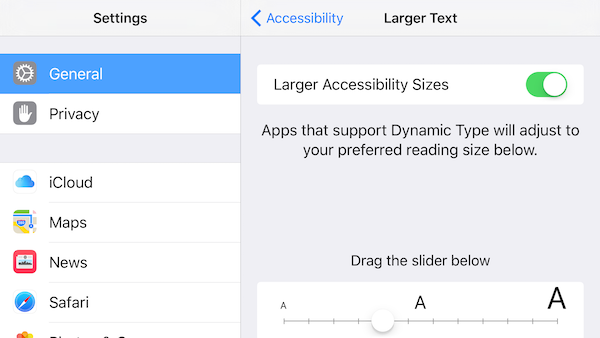 Settings
General
Privacy
iCloud
Maps
News
Safari
Accessibility
Larger Text
Larger Accessibility Sizes
Apps that support Dynamic Type will adjust to
your preferred reading size below.
Drag the slider below
A A A